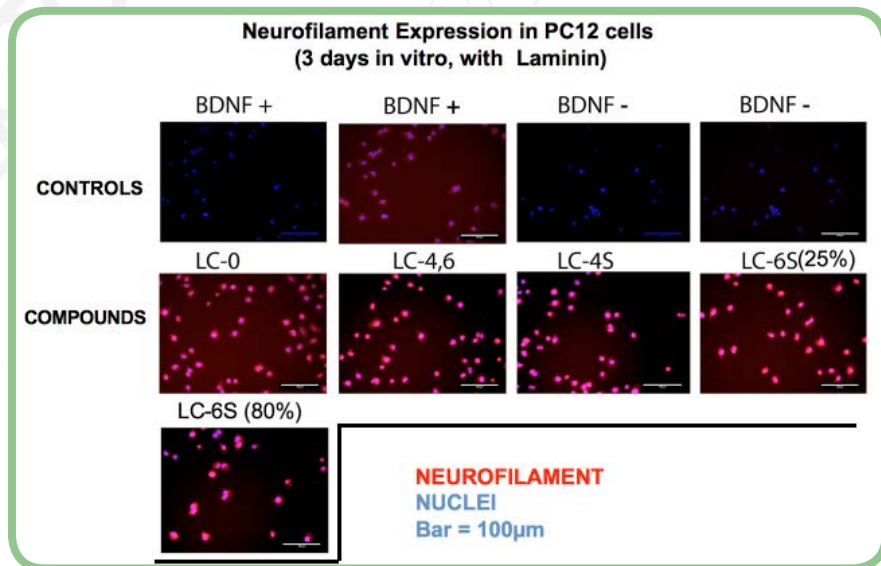 Neurofilament Expression in PC12 cells
(3 days in vitro, with Laminin)
BDNF + BDNF + BDNF - BDNF -
CONTROLS
LC-0 LC-4,6 LC-4S LC-6S(25%)
COMPOUNDS
LC-6S (80%)
NEUROFILAMENT
NUCLEI
Bar = 100µm